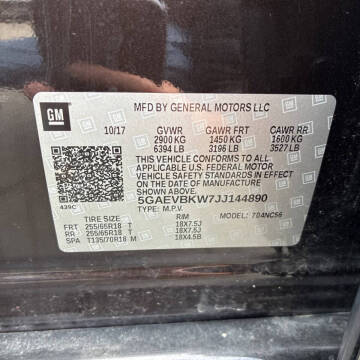 GM
MFD BY GENERAL MOTORS LLC
10/17 GVWR GAWR FRT GAWR RR
2900 KG 1450 KG 1600 KG
6394 LB 3196 LB 3527 LB
THIS VEHICLE CONFORMS TO ALL
APPLICABLE U.S. FEDERAL MOTOR
VEHICLE SAFETY STANDARDS
IN EFFECT ON THE DATE OF
MANUFACTURE SHOWN ABOVE.
439C 5GAEVBKW7JJ144890
TYPE: M.P.V. MODEL: 704NC56
TIRE SIZE RIM
FRT 255/65R18 T 18X7.5J
RR 255/65R18 T 18X7.5J
SPA T135/70R18 M 18X4.5B